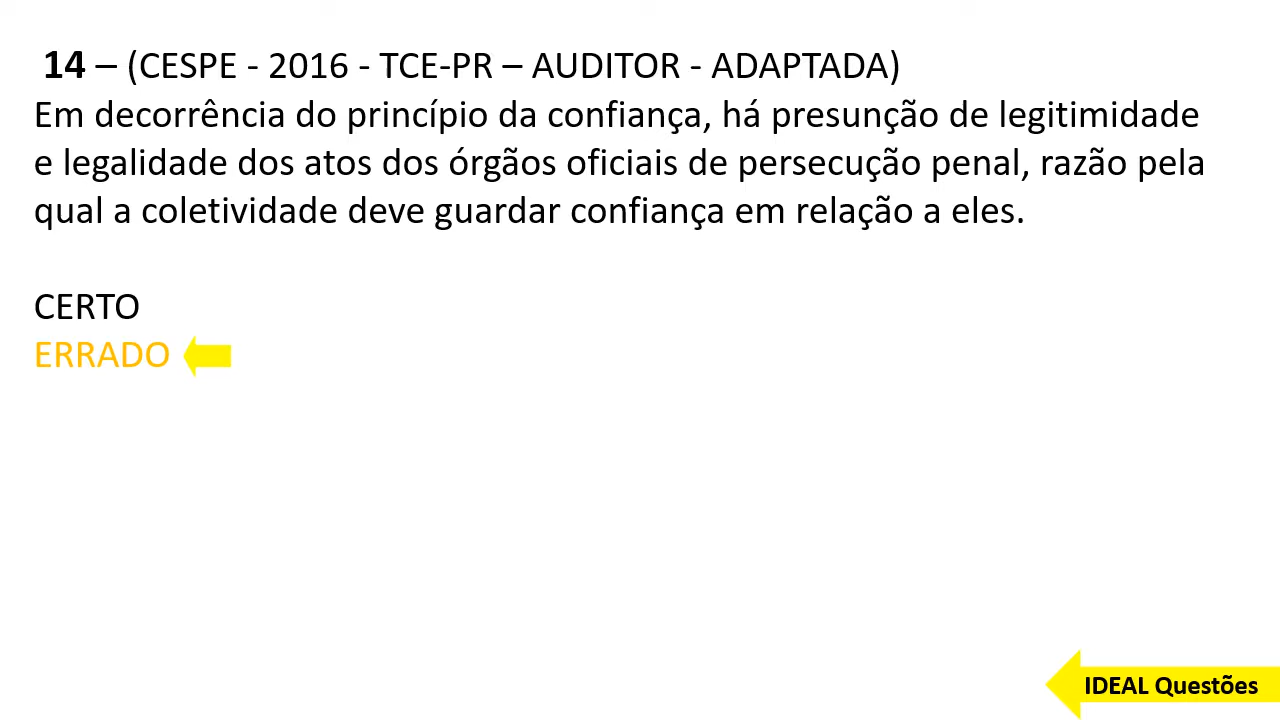 14 – (CESPE - 2016 - TCE-PR – AUDITOR - ADAPTADA)
Em decorrência do princípio da confiança, há presunção de legitimidade
e legalidade dos atos dos órgãos oficiais de persecução penal, razão pela
qual a coletividade deve guardar confiança em relação a eles.
CERTO
ERRADO
IDEAL Questões